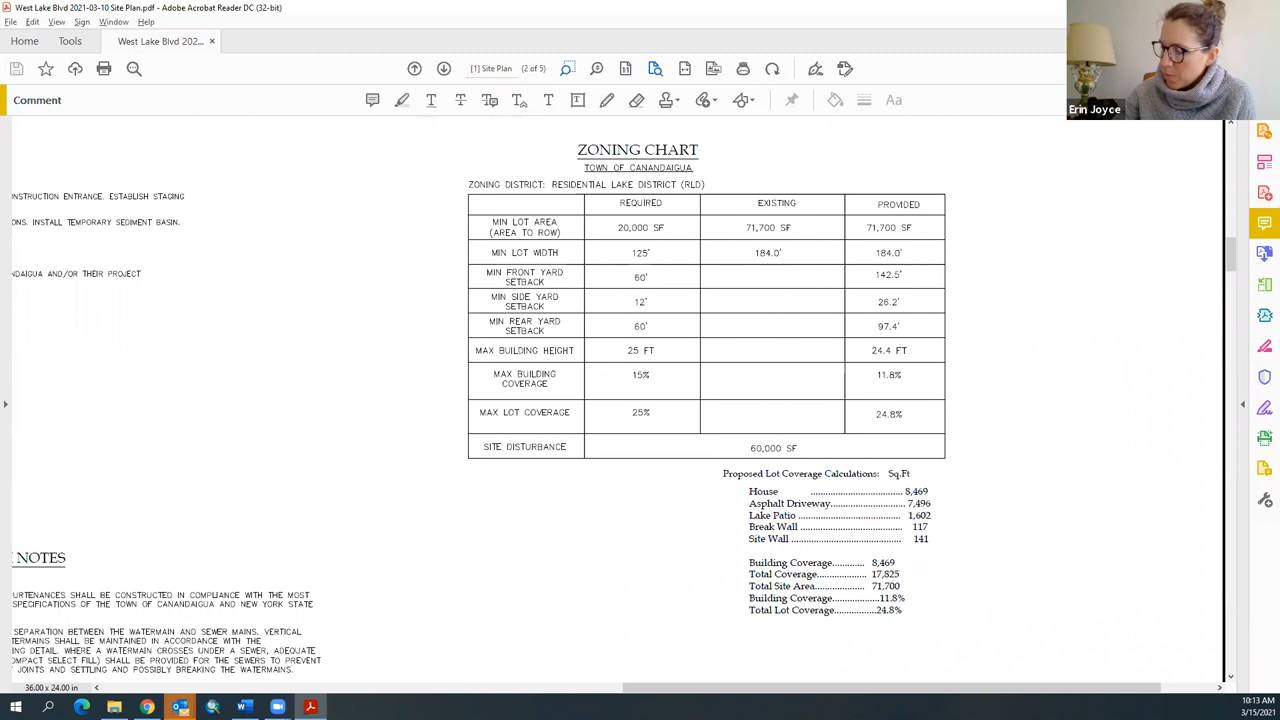 West Lake Blvd 2021-03-10 Site Plan.pdf - Adobe Acrobat Reader DC (32-bit)
File Edit View Sign Window Help
Home Tools West Lake Blvd 202... ×
[1] Site Plan (2 of 5)
Comment
Aa
Erin Joyce
ZONING CHART
TOWN OF CANANDAIGUA
ZONING DISTRICT: RESIDENTIAL LAKE DISTRICT (RLD)
REQUIRED EXISTING PROVIDED
MIN LOT AREA
(AREA TO ROW) 20,000 SF 71,700 SF 71,700 SF
MIN LOT WIDTH 125' 184.0' 184.0'
MIN FRONT YARD
SETBACK 60' 142.5'
MIN SIDE YARD
SETBACK 12' 26.2'
MIN REAR YARD
SETBACK 60' 97.4'
MAX BUILDING HEIGHT 25 FT 24.4 FT
MAX BUILDING
COVERAGE 15% 11.8%
MAX LOT COVERAGE 25% 24.8%
SITE DISTURBANCE 60,000 SF
Proposed Lot Coverage Calculations: Sq.Ft
House ................................. 8,469
Asphalt Driveway.......................... 7,496
Lake Patio ..................................... 1,602
Break Wall ................................... 117
Site Wall ...................................... 141
Building Coverage............ 8,469
Total Coverage.................. 17,825
Total Site Area................... 71,700
Building Coverage...............11.8%
Total Lot Coverage...............24.8%
NSTRUCTION ENTRANCE. ESTABLISH STAGING
ONS. INSTALL TEMPORARY SEDIMENT BASIN.
NDAIGUA AND/OR THEIR PROJECT
NOTES
PURTENANCES SHALL BE CONSTRUCTED IN COMPLIANCE WITH THE MOST
SPECIFICATIONS OF THE TOWN OF CANANDAIGUA AND NEW YORK STATE
SEPARATION BETWEEN THE WATERMAIN AND SEWER MAINS. VERTICAL
TERMAINS SHALL BE MAINTAINED IN ACCORDANCE WITH THE
ING DETAIL. WHERE A WATERMAIN CROSSES UNDER A SEWER, ADEQUATE
OMPACT SELECT FILL) SHALL BE PROVIDED FOR THE SEWERS TO PREVENT
JOINTS AND SETTLING AND POSSIBLY BREAKING THE WATERMAINS.
36.00 x 24.00 in
10:13 AM
3/15/2021